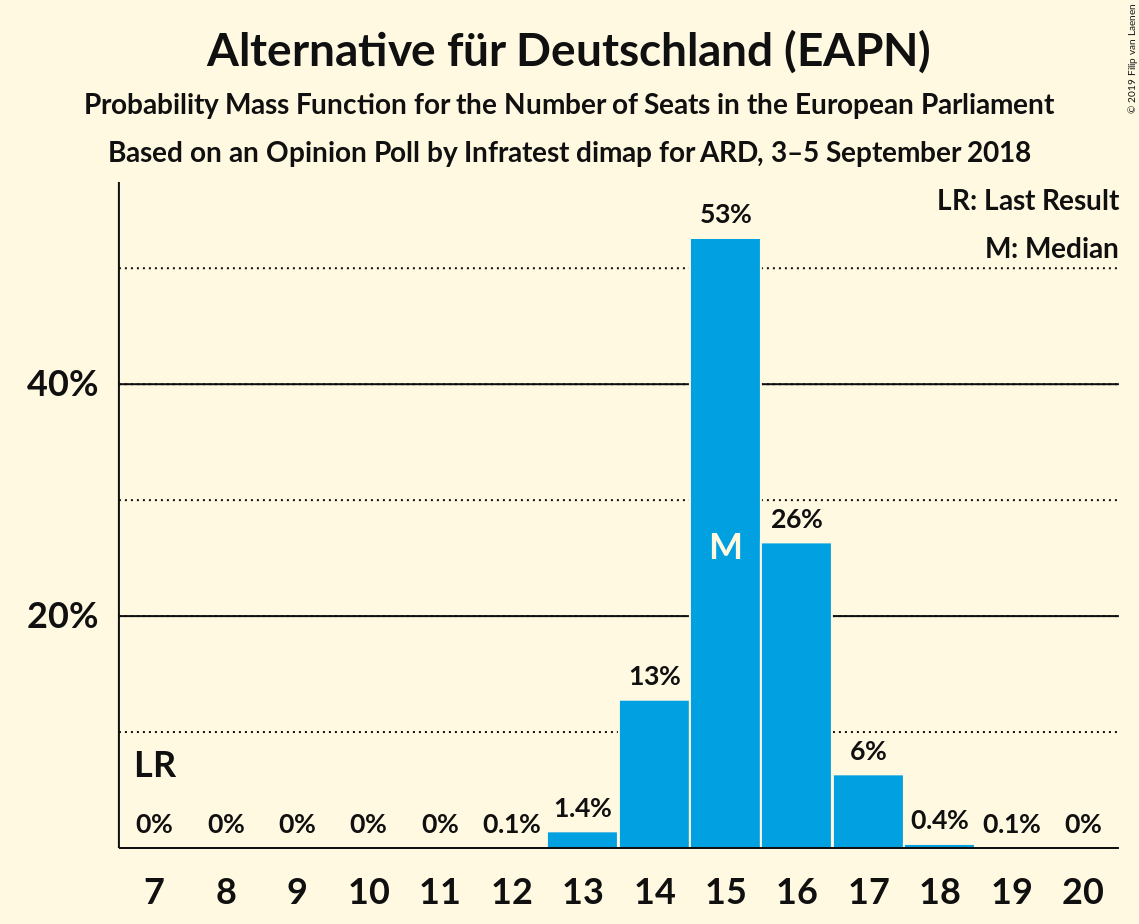 Alternative für Deutschland (EAPN)
Probability Mass Function for the Number of Seats in the European Parliament
Based on an Opinion Poll by Infratest dimap for ARD, 3–5 September 2018
© 2019 Filip van Laenen
LR: Last Result
M: Median
53%
40%
26%
M
20%
13%
LR
6%
0% 0% 0% 0% 0% 0.1% 1.4% 0.4% 0.1% 0%
7 8 9 10 11 12 13 14 15 16 17 18 19 20